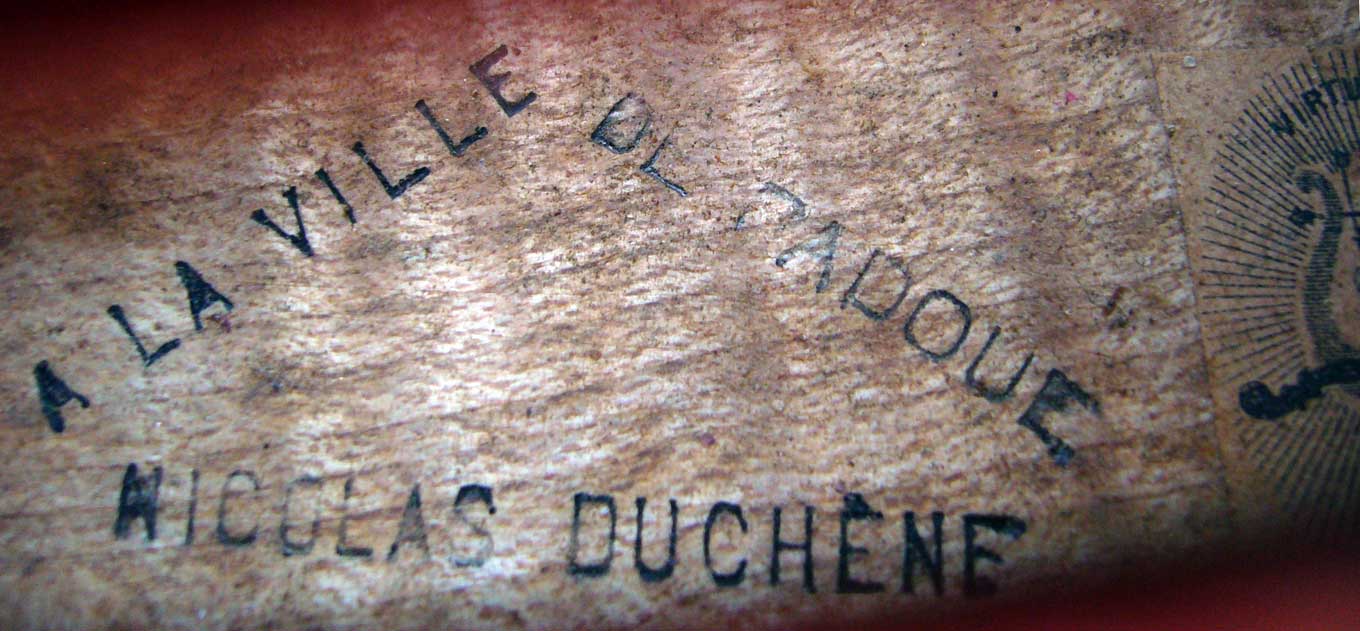 A LA VILLE DE PADOUE
NICOLAS DUCHÊNE